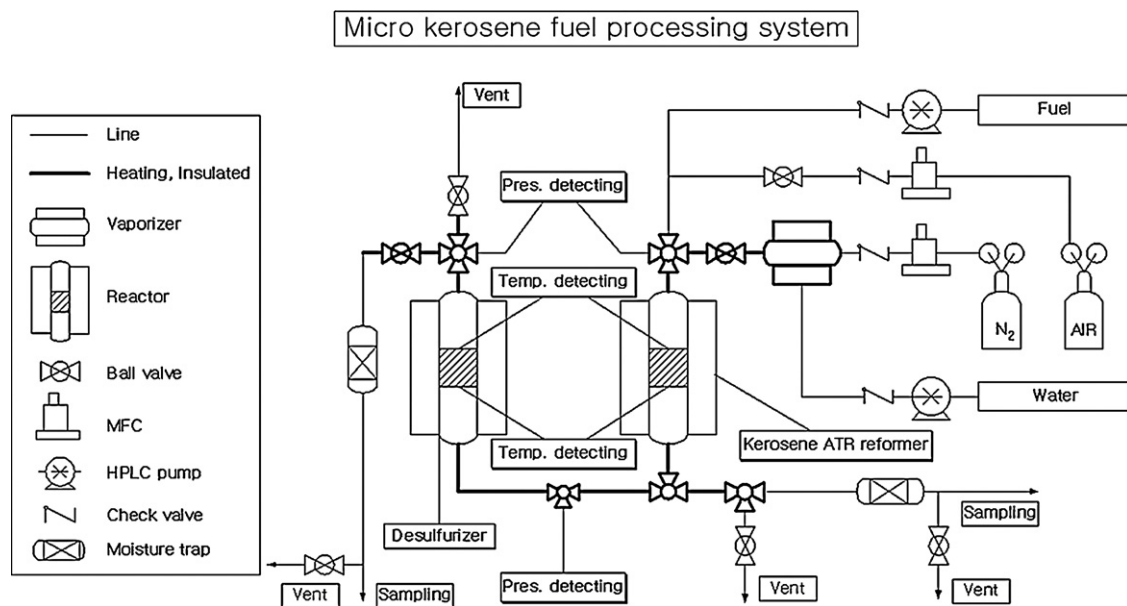 Micro kerosene fuel processing system
Line
Heating, Insulated
Vaporizer
Reactor
Ball valve
MFC
HPLC pump
Check valve
Moisture trap
Vent
Fuel
Pres. detecting
Temp. detecting
N2
AIR
Water
Temp. detecting
Kerosene ATR reformer
Desulfurizer
Sampling
Pres. detecting
Vent
Vent
Vent
Sampling